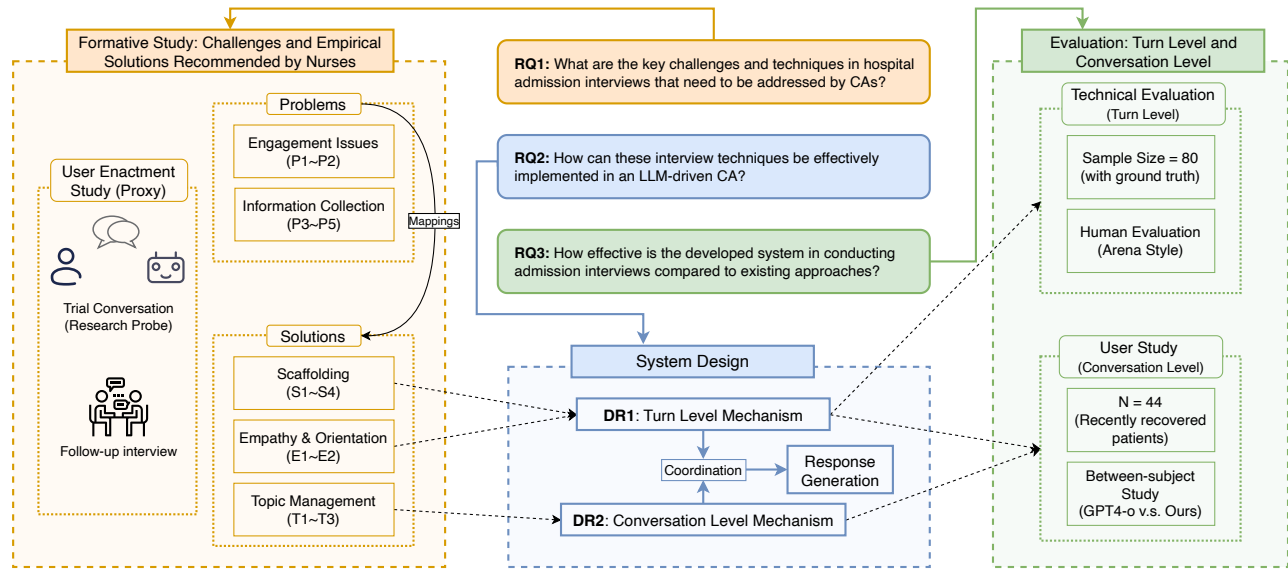 Formative Study: Challenges and Empirical
Solutions Recommended by Nurses
Problems
Engagement Issues
(P1~P2)
Information Collection
(P3~P5)
Mappings
User Enactment
Study (Proxy)
Trial Conversation
(Research Probe)
Follow-up interview
Solutions
Scaffolding
(S1~S4)
Empathy & Orientation
(E1~E2)
Topic Management
(T1~T3)
RQ1: What are the key challenges and techniques in hospital
admission interviews that need to be addressed by CAs?
RQ2: How can these interview techniques be effectively
implemented in an LLM-driven CA?
RQ3: How effective is the developed system in conducting
admission interviews compared to existing approaches?
System Design
DR1: Turn Level Mechanism
Coordination
Response
Generation
DR2: Conversation Level Mechanism
Evaluation: Turn Level and
Conversation Level
Technical Evaluation
(Turn Level)
Sample Size = 80
(with ground truth)
Human Evaluation
(Arena Style)
User Study
(Conversation Level)
N = 44
(Recently recovered
patients)
Between-subject
Study
(GPT4-o v.s. Ours)